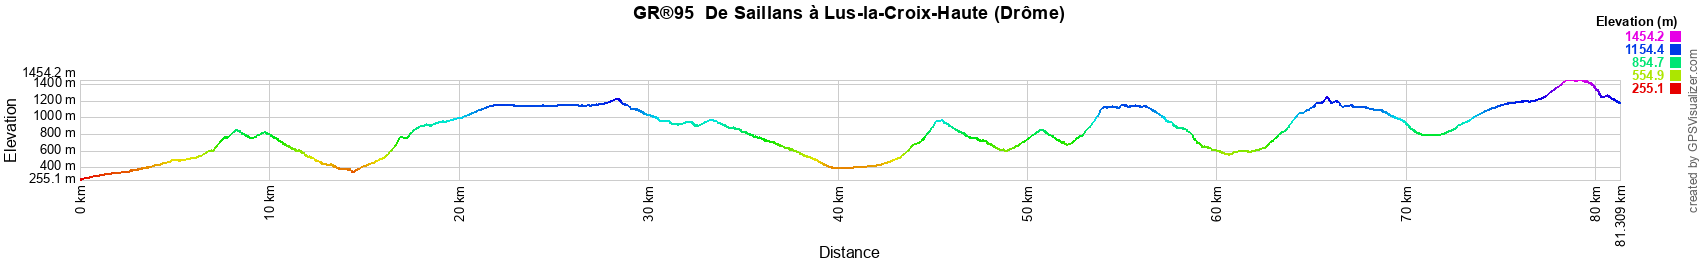 GR®95  De Saillans à Lus-la-Croix-Haute (Drôme)
Elevation (m)
1454.2
1154.4
854.7
554.9
255.1
1454.2 m
1400 m
1200 m
1000 m
800 m
600 m
400 m
255.1 m
Elevation
0 km
10 km
20 km
30 km
40 km
50 km
60 km
70 km
80 km
81.309 km
Distance
created by GPSVisualizer.com